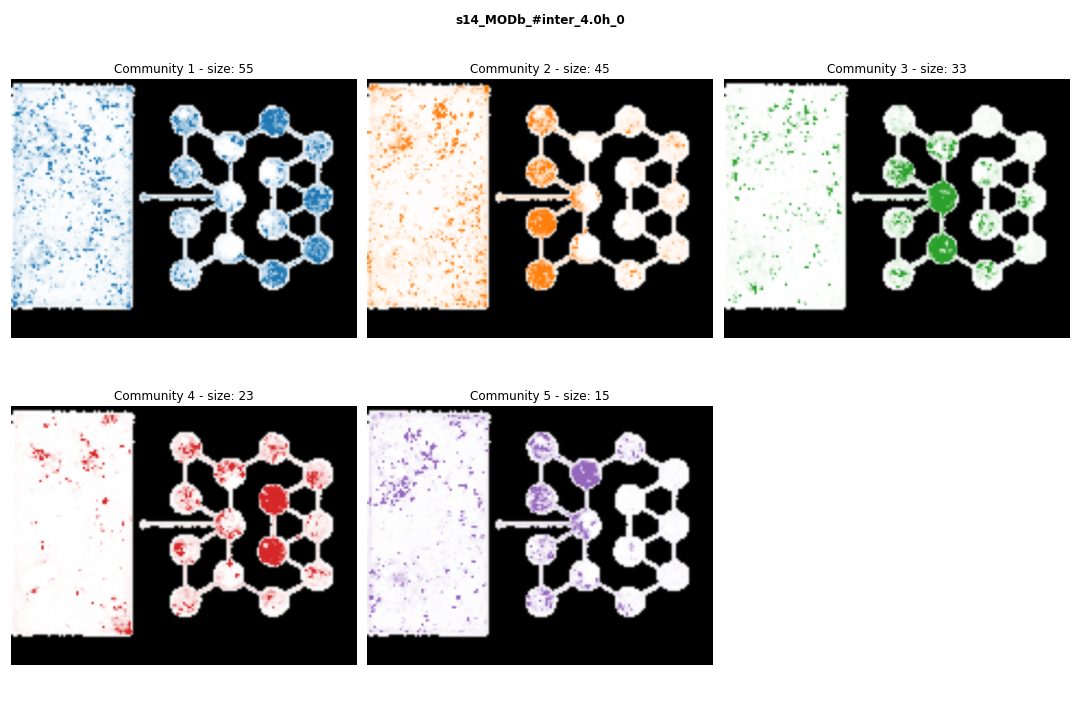 s14_MODb_#inter_4.0h_0
Community 1 - size: 55
Community 2 - size: 45
Community 3 - size: 33
Community 4 - size: 23
Community 5 - size: 15